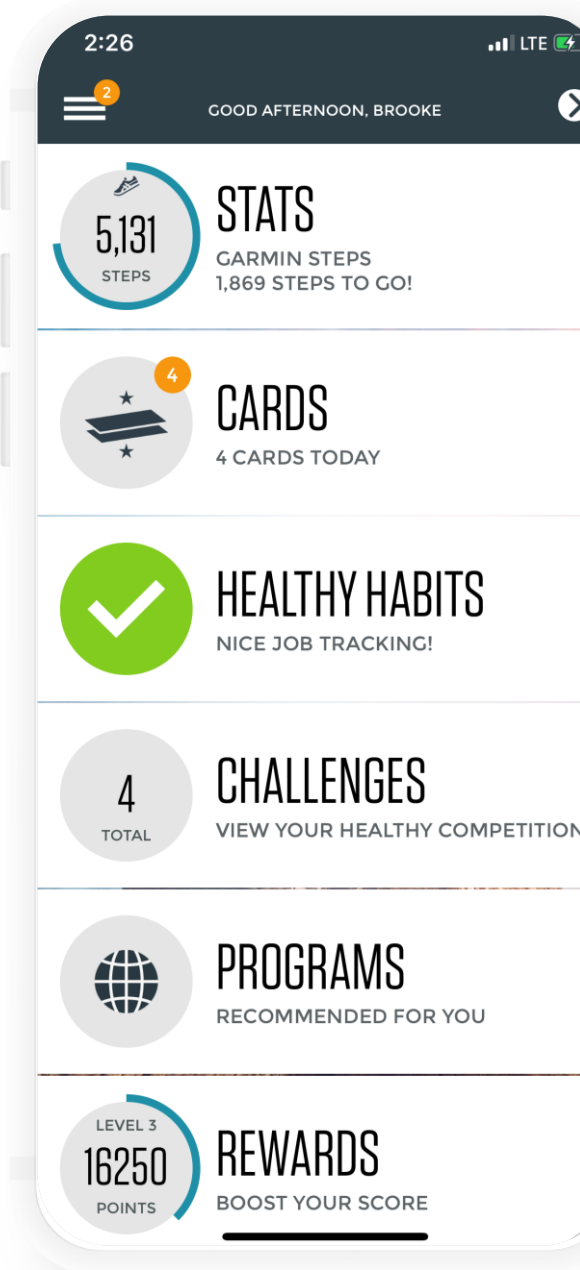 2:26
LTE
2
GOOD AFTERNOON, BROOKE
5,131
STEPS
STATS
GARMIN STEPS
1,869 STEPS TO GO!
4
CARDS
4 CARDS TODAY
HEALTHY HABITS
NICE JOB TRACKING!
4
TOTAL
CHALLENGES
VIEW YOUR HEALTHY COMPETITION
PROGRAMS
RECOMMENDED FOR YOU
LEVEL 3
16250
POINTS
REWARDS
BOOST YOUR SCORE